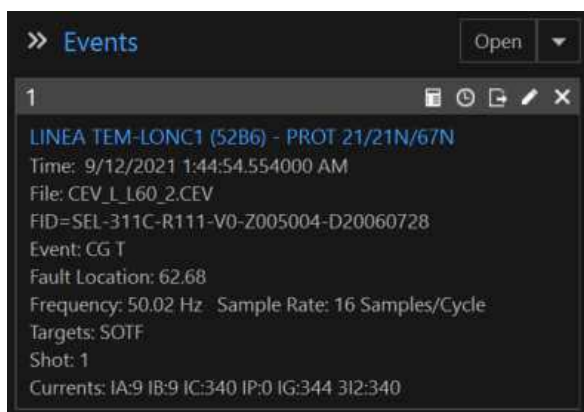 Events
Open
1
LINEA TEM-LONC1 (52B6) - PROT 21/21N/67N
Time: 9/12/2021 1:44:54.554000 AM
File: CEV_L_L60_2.CEV
FID=SEL-311C-R111-V0-Z005004-D20060728
Event: CG T
Fault Location: 62.68
Frequency: 50.02 Hz Sample Rate: 16 Samples/Cycle
Targets: SOTF
Shot: 1
Currents: IA:9 IB:9 IC:340 IP:0 IG:344 3I2:340